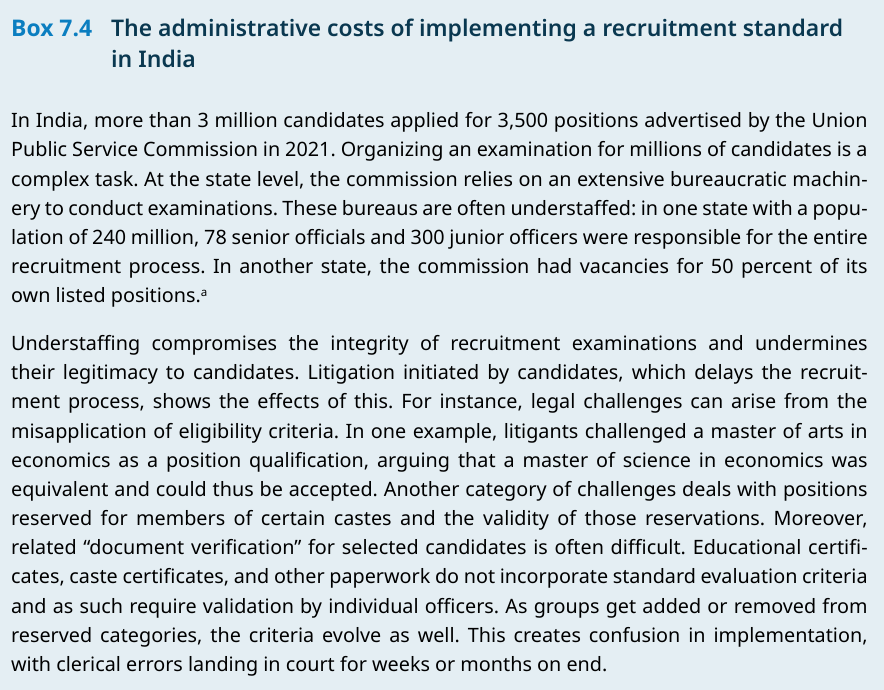 Box 7.4 The administrative costs of implementing a recruitment standard
in India
In India, more than 3 million candidates applied for 3,500 positions advertised by the Union
Public Service Commission in 2021. Organizing an examination for millions of candidates is a
complex task. At the state level, the commission relies on an extensive bureaucratic machin-
ery to conduct examinations. These bureaus are often understaffed: in one state with a popu-
lation of 240 million, 78 senior officials and 300 junior officers were responsible for the entire
recruitment process. In another state, the commission had vacancies for 50 percent of its
own listed positions.ᵃ
Understaffing compromises the integrity of recruitment examinations and undermines
their legitimacy to candidates. Litigation initiated by candidates, which delays the recruit-
ment process, shows the effects of this. For instance, legal challenges can arise from the
misapplication of eligibility criteria. In one example, litigants challenged a master of arts in
economics as a position qualification, arguing that a master of science in economics was
equivalent and could thus be accepted. Another category of challenges deals with positions
reserved for members of certain castes and the validity of those reservations. Moreover,
related “document verification” for selected candidates is often difficult. Educational certifi-
cates, caste certificates, and other paperwork do not incorporate standard evaluation criteria
and as such require validation by individual officers. As groups get added or removed from
reserved categories, the criteria evolve as well. This creates confusion in implementation,
with clerical errors landing in court for weeks or months on end.